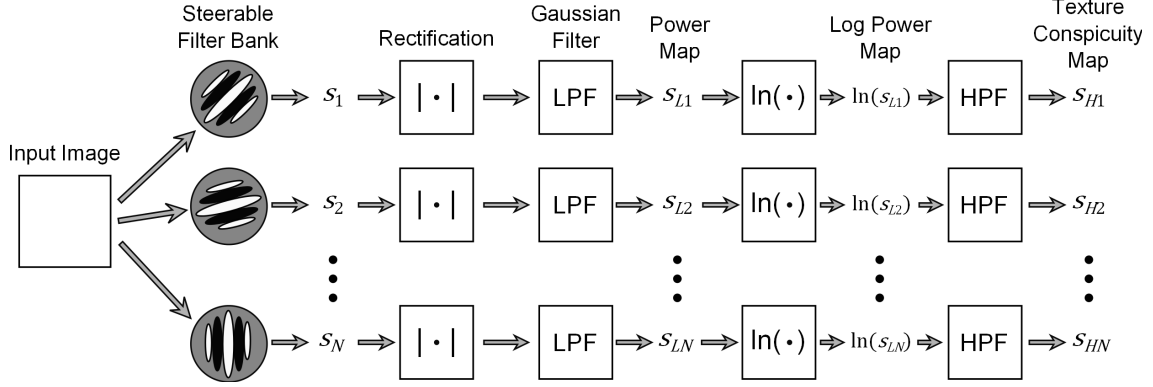 Steerable
Filter Bank
Rectification
Gaussian
Filter
Power
Map
Log Power
Map
Texture
Conspicuity
Map
Input Image
s1 | • | LPF sL1 ln( • ) ln(sL1) HPF sH1
s2 | • | LPF sL2 ln( • ) ln(sL2) HPF sH2
sN | • | LPF sLN ln( • ) ln(sLN) HPF sHN